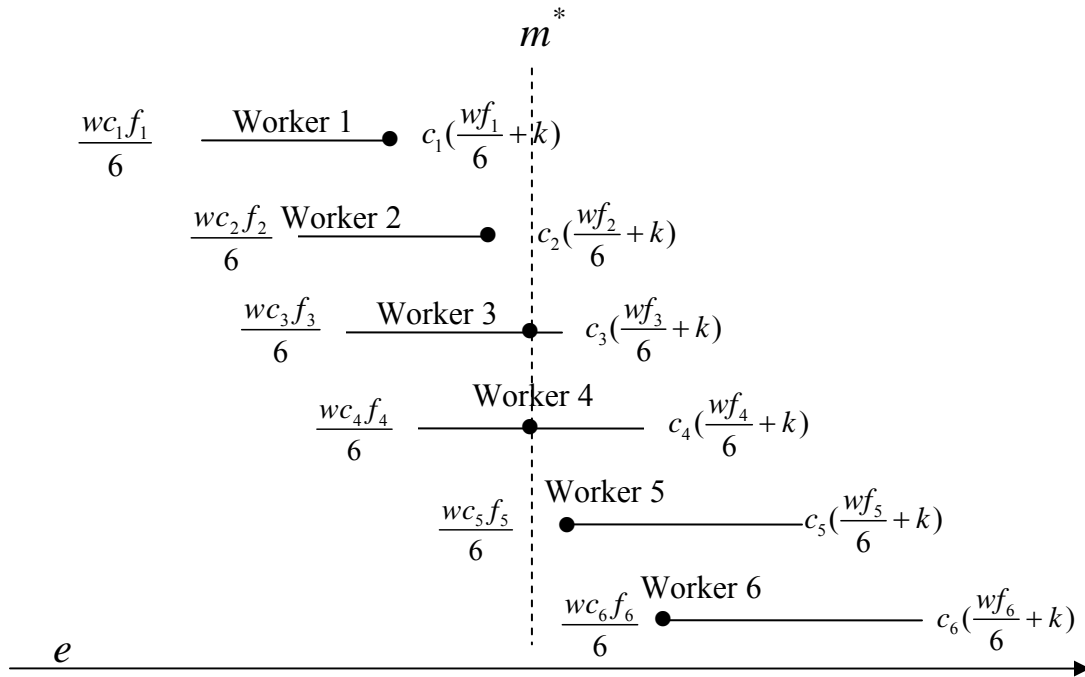 m*
wc₁f₁/6 Worker 1 c₁(wf₁/6 + k)
wc₂f₂/6 Worker 2 c₂(wf₂/6 + k)
wc₃f₃/6 Worker 3 c₃(wf₃/6 + k)
wc₄f₄/6 Worker 4 c₄(wf₄/6 + k)
wc₅f₅/6 Worker 5 c₅(wf₅/6 + k)
wc₆f₆/6 Worker 6 c₆(wf₆/6 + k)
e